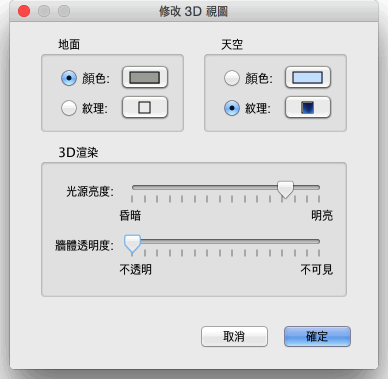 修改 3D 視圖
地面
天空
顏色:
顏色:
紋理:
紋理:
3D渲染
光源亮度:
昏暗
明亮
牆體透明度:
不透明
不可見
取消
確定